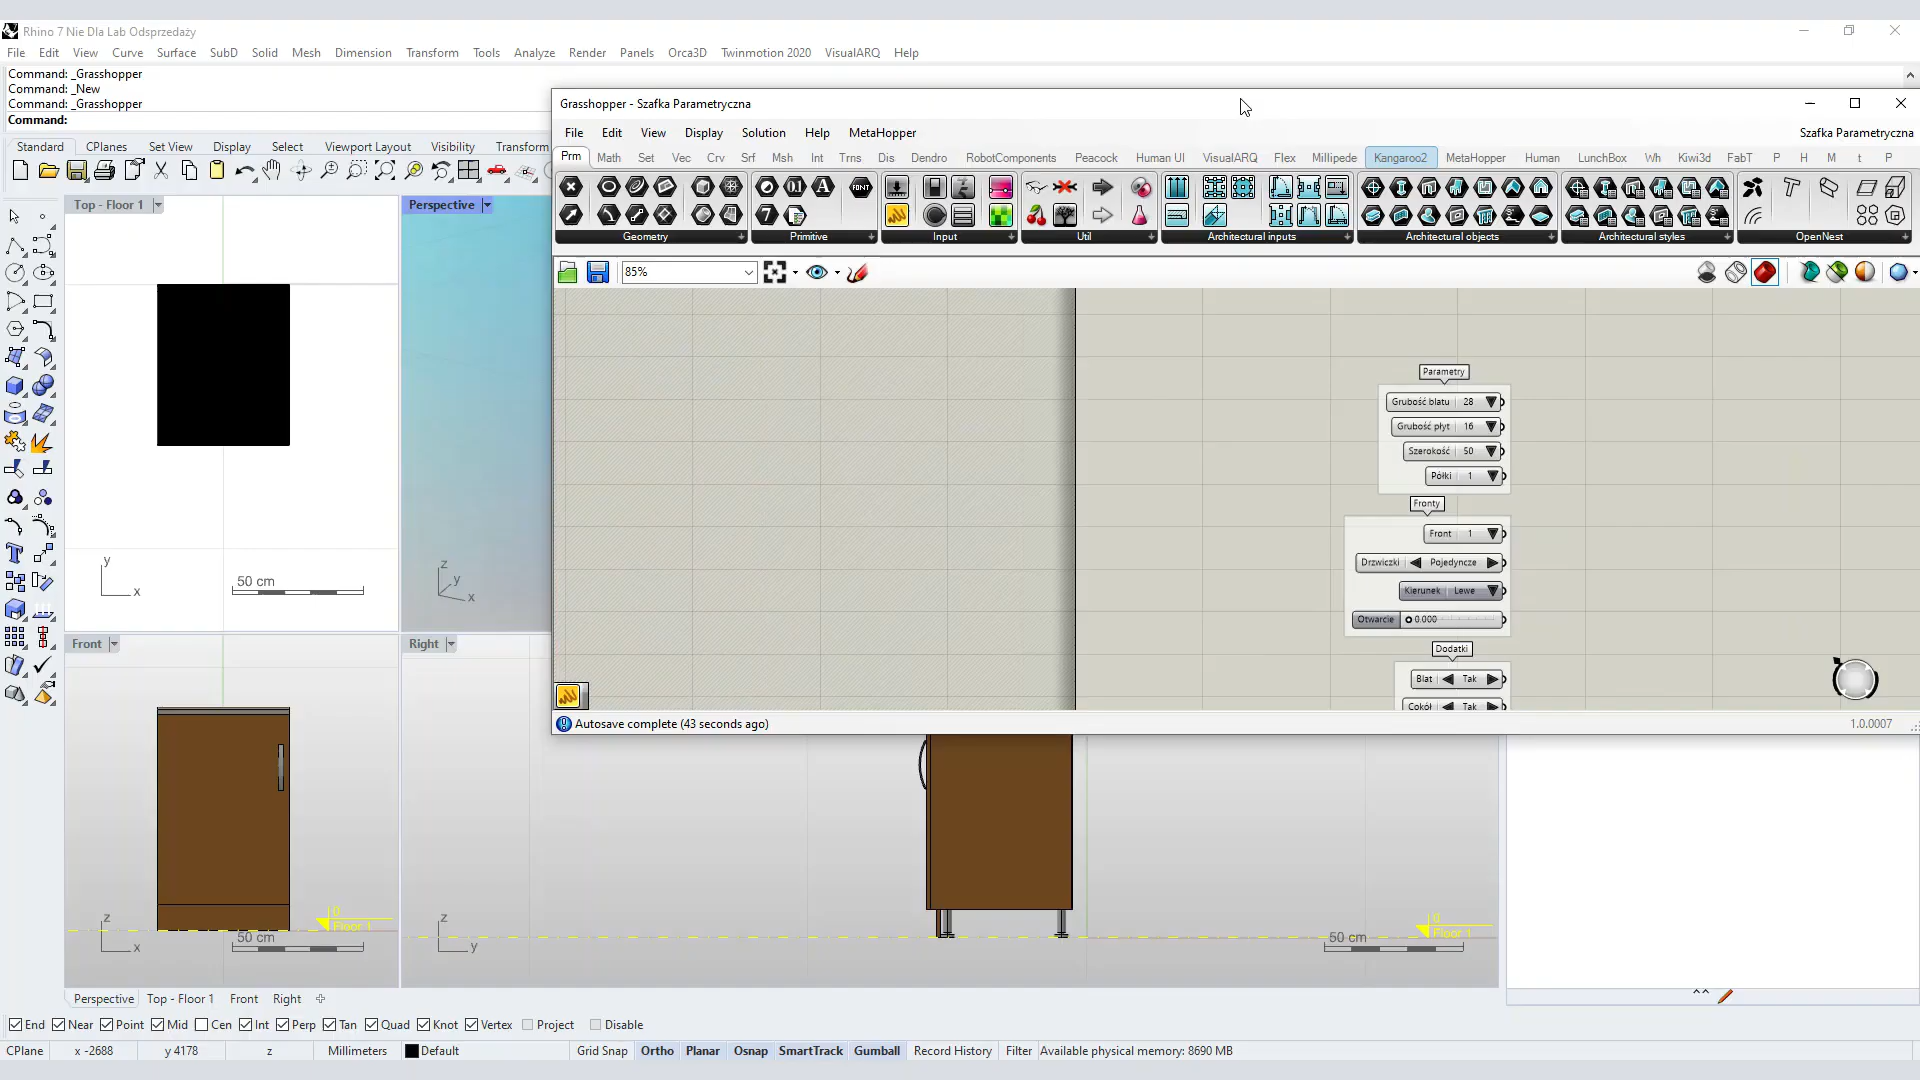 Rhino 7 Nie Dla Lab Odsprzedaży
File Edit View Curve Surface SubD Solid Mesh Dimension Transform Tools Analyze Render Panels Orca3D Twinmotion 2020 VisualARQ Help
Command: _Grasshopper
Command: _New
Command: _Grasshopper
Command:
Standard CPlanes Set View Display Select Viewport Layout Visibility Transform
Grasshopper - Szafka Parametryczna
File Edit View Display Solution Help MetaHopper
Szafka Parametryczna
Prm Math Set Vec Crv Srf Msh Int Trns Dis Dendro RobotComponents Peacock Human UI VisualARQ Flex Millipede Kangaroo2 MetaHopper Human LunchBox Wh Kiwi3d FabT P H M t P
Geometry Primitive Input Util Architectural inputs Architectural objects Architectural styles OpenNest
85%
Top - Floor 1
Perspective
y
x
50 cm
z
y
x
Parametry
Grubość blatu 28
Grubość płyt 16
Szerokość 50
Półki 1
Fronty
Front 1
Drzwiczki Pojedyncze
Kierunek Lewe
Otwarcie 0.000
Dodatki
Blat Tak
Cokół Tak
Autosave complete (43 seconds ago)
1.0.0007
Front
Right
z
x
50 cm
0
Floor 1
z
y
50 cm
0
Floor 1
Perspective Top - Floor 1 Front Right
End Near Point Mid Cen Int Perp Tan Quad Knot Vertex Project Disable
CPlane x -2688 y 4178 z Millimeters Default Grid Snap Ortho Planar Osnap SmartTrack Gumball Record History Filter Available physical memory: 8690 MB